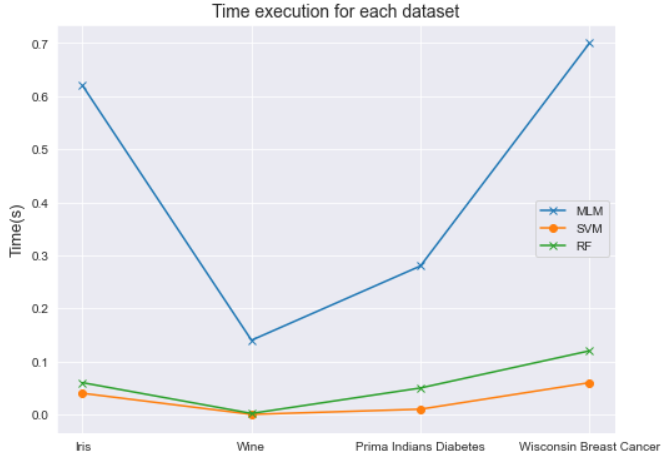 Time execution for each dataset
Time(s)
0.7
0.6
0.5
0.4
0.3
0.2
0.1
0.0
MLM
SVM
RF
Iris
Wine
Prima Indians Diabetes
Wisconsin Breast Cancer